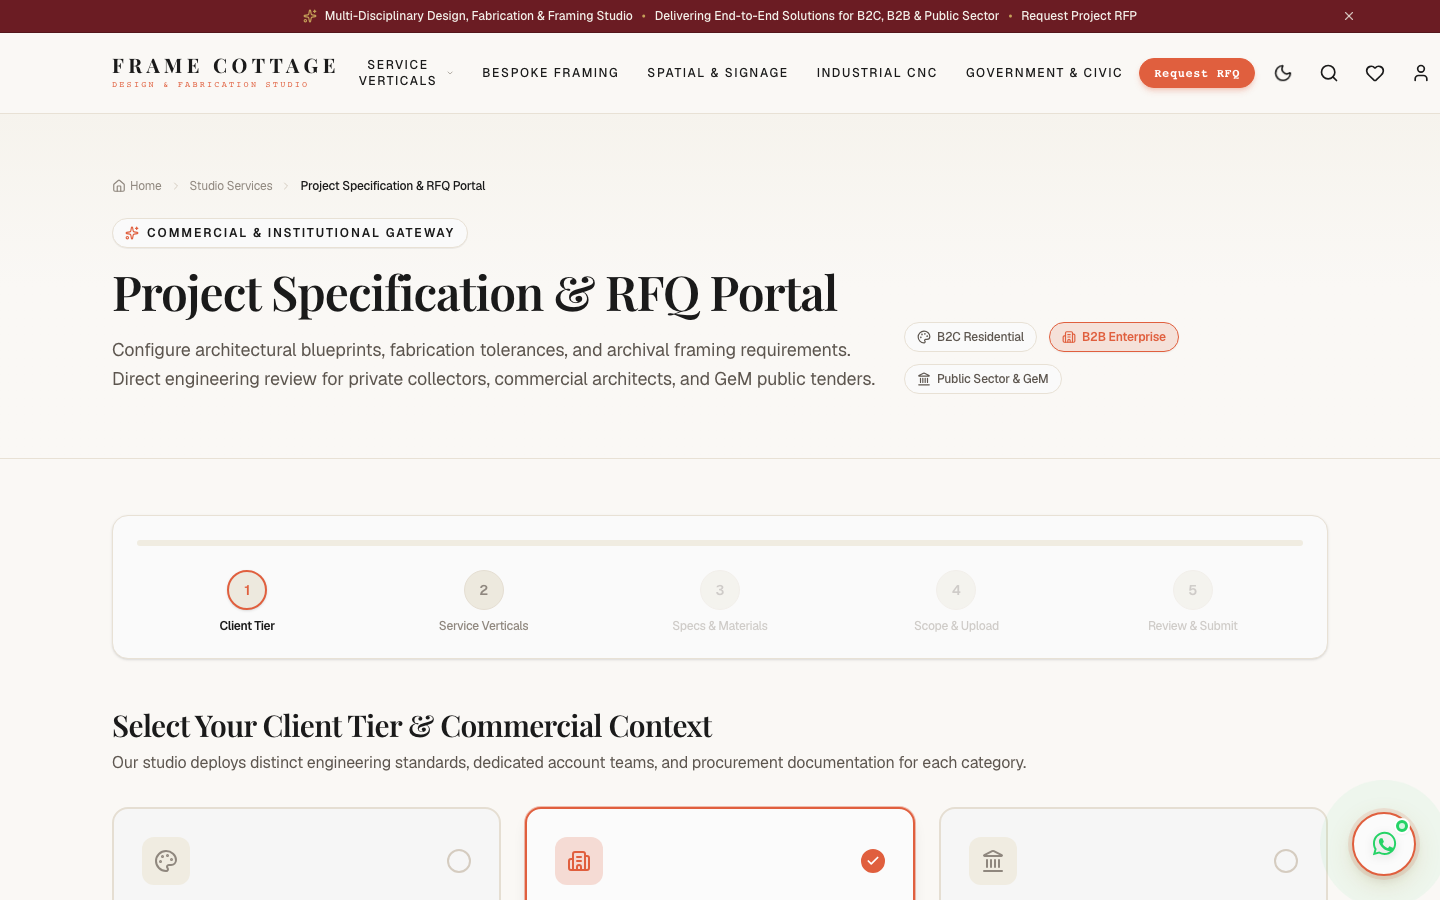 Multi-Disciplinary Design, Fabrication & Framing Studio • Delivering End-to-End Solutions for B2C, B2B & Public Sector • Request Project RFP
FRAME COTTAGE
DESIGN & FABRICATION STUDIO
SERVICE VERTICALS
BESPOKE FRAMING
SPATIAL & SIGNAGE
INDUSTRIAL CNC
GOVERNMENT & CIVIC
Request RFQ
Home
Studio Services
Project Specification & RFQ Portal
COMMERCIAL & INSTITUTIONAL GATEWAY
Project Specification & RFQ Portal
Configure architectural blueprints, fabrication tolerances, and archival framing requirements.
Direct engineering review for private collectors, commercial architects, and GeM public tenders.
B2C Residential
B2B Enterprise
Public Sector & GeM
1
2
3
4
5
Client Tier
Service Verticals
Specs & Materials
Scope & Upload
Review & Submit
Select Your Client Tier & Commercial Context
Our studio deploys distinct engineering standards, dedicated account teams, and procurement documentation for each category.